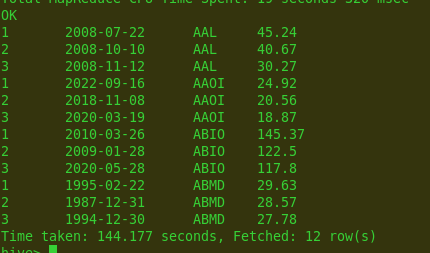 Total MapReduce CPU Time Spent: 19 seconds 320 msec
OK
1 2008-07-22 AAL 45.24
2 2008-10-10 AAL 40.67
3 2008-11-12 AAL 30.27
1 2022-09-16 AAOI 24.92
2 2018-11-08 AAOI 20.56
3 2020-03-19 AAOI 18.87
1 2010-03-26 ABIO 145.37
2 2009-01-28 ABIO 122.5
3 2020-05-28 ABIO 117.8
1 1995-02-22 ABMD 29.63
2 1987-12-31 ABMD 28.57
3 1994-12-30 ABMD 27.78
Time taken: 144.177 seconds, Fetched: 12 row(s)
hive>